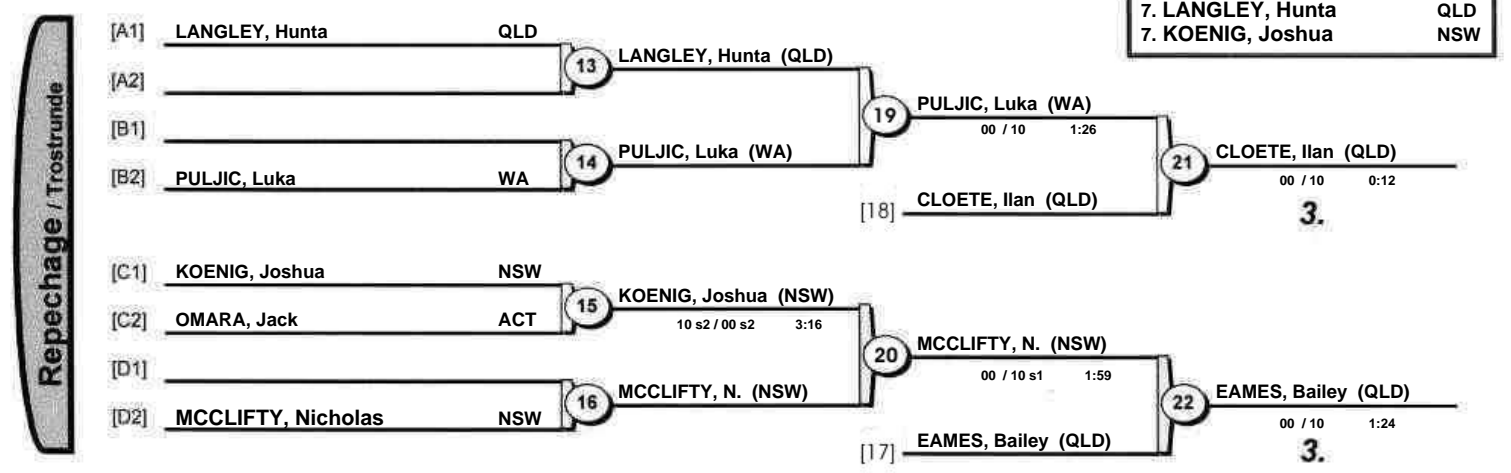 7. LANGLEY, Hunta QLD
7. KOENIG, Joshua NSW
Repechage / Trostrunde
[A1] LANGLEY, Hunta QLD
13 LANGLEY, Hunta (QLD)
[A2]
19 PULJIC, Luka (WA)
00 / 10 1:26
[B1]
14 PULJIC, Luka (WA)
21 CLOETE, Ilan (QLD)
00 / 10 0:12
[B2] PULJIC, Luka WA
[18] CLOETE, Ilan (QLD)
3.
[C1] KOENIG, Joshua NSW
15 KOENIG, Joshua (NSW)
10 s2 / 00 s2 3:16
[C2] OMARA, Jack ACT
20 MCCLIFTY, N. (NSW)
00 / 10 s1 1:59
[D1]
16 MCCLIFTY, N. (NSW)
22 EAMES, Bailey (QLD)
00 / 10 1:24
[D2] MCCLIFTY, Nicholas NSW
[17] EAMES, Bailey (QLD)
3.